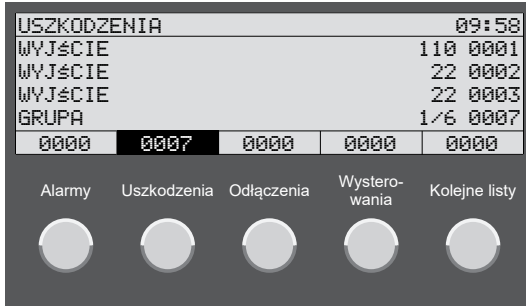 USZKODZENIA 09:58
WYJśCIE 110 0001
WYJśCIE 22 0002
WYJśCIE 22 0003
GRUPA 1/6 0007
0000 0007 0000 0000 0000
Alarmy Uszkodzenia Odłączenia Wystero-
wania Kolejne listy